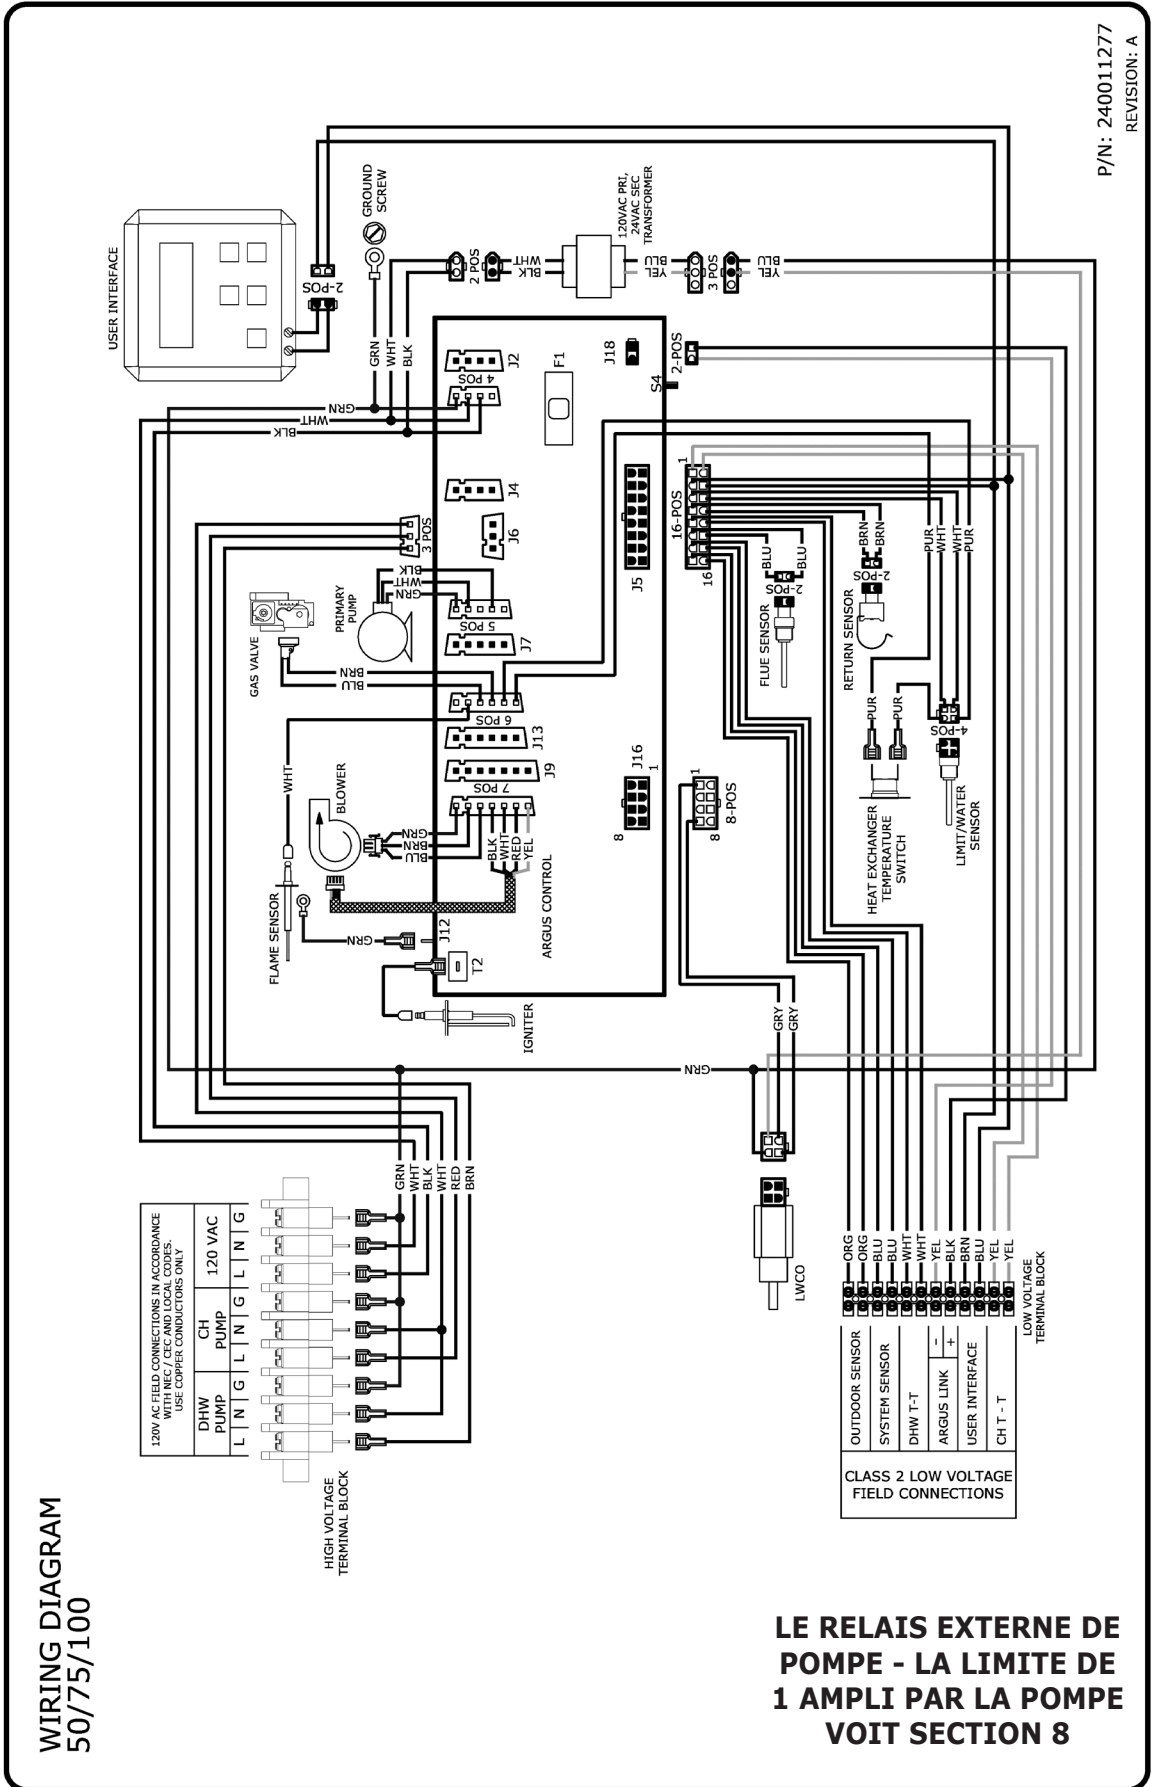 WIRING DIAGRAM
50/75/100
P/N: 240011277
REVISION: A
USER INTERFACE
2-POS
GROUND
SCREW
GRN
WHT
BLK
2 POS
WHT
BLK
120VAC PRI,
24VAC SEC
TRANSFORMER
BLU
YEL
3 POS
BLU
YEL
GRN
WHT
BLK
4 POS
J2
F1
J18
2-POS
S4
J4
3 POS
J6
1
16-POS
16
J5
GAS VALVE
PRIMARY
PUMP
BLK
WHT
GRN
5 POS
J7
BRN
BLU
6 POS
J13
J9
7 POS
J16
1
8
1
8-POS
8
WHT
BLOWER
GRN
BRN
BLU
BLK
WHT
RED
YEL
ARGUS CONTROL
FLAME SENSOR
GRN
J12
T2
IGNITER
BLU
BLU
2-POS
FLUE SENSOR
BRN
BRN
2-POS
RETURN SENSOR
PUR
WHT
WHT
PUR
PUR
PUR
4-POS
HEAT EXCHANGER
TEMPERATURE
SWITCH
LIMIT/WATER
SENSOR
GRY
GRY
GRN
LWCO
GRN
WHT
BLK
WHT
RED
BRN
120V AC FIELD CONNECTIONS IN ACCORDANCE
WITH NEC / CEC AND LOCAL CODES.
USE COPPER CONDUCTORS ONLY
DHW
PUMP
CH
PUMP
120 VAC
L N G L N G L N G
HIGH VOLTAGE
TERMINAL BLOCK
ORG
ORG
BLU
BLU
WHT
WHT
YEL
BLK
BRN
BLU
YEL
YEL
LOW VOLTAGE
TERMINAL BLOCK
OUTDOOR SENSOR
SYSTEM SENSOR
DHW T-T
ARGUS LINK
-
+
USER INTERFACE
CH T - T
CLASS 2 LOW VOLTAGE
FIELD CONNECTIONS
LE RELAIS EXTERNE DE
POMPE - LA LIMITE DE
1 AMPLI PAR LA POMPE
VOIT SECTION 8